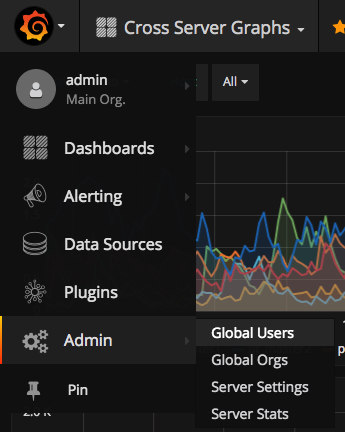 Cross Server Graphs
admin
Main Org.
All
Dashboards
Alerting
Data Sources
Plugins
Admin
Global Users
Global Orgs
Server Settings
Server Stats
Pin